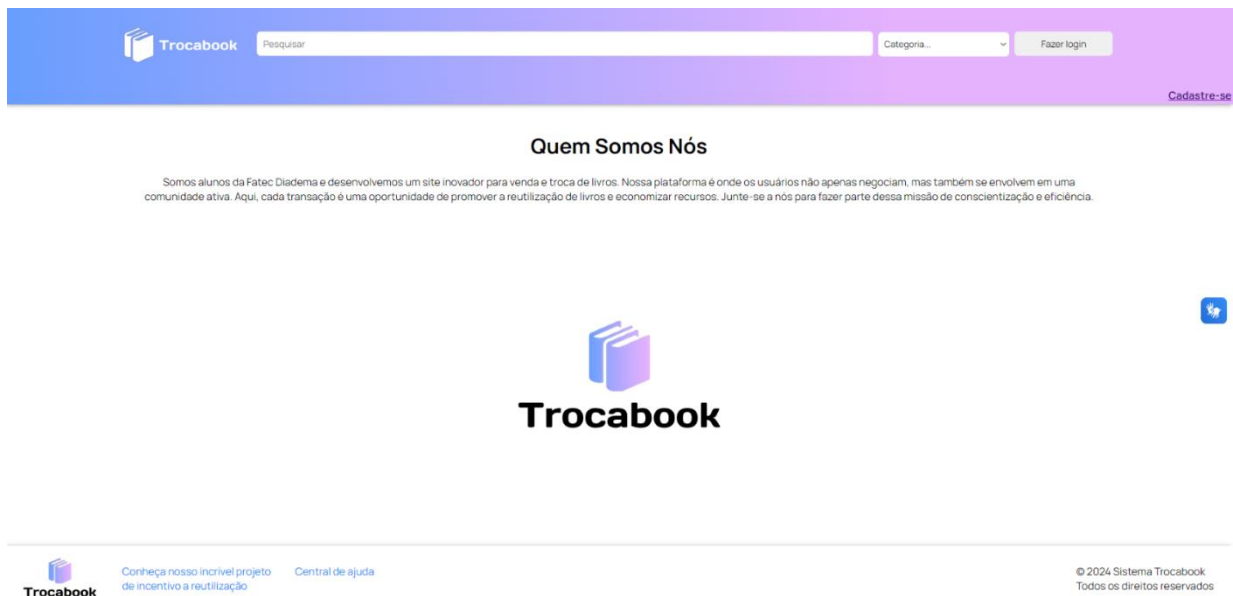 Trocabook
Pesquisar
Categoria...
Fazer login
Cadastre-se
Quem Somos Nós
Somos alunos da Fatec Diadema e desenvolvemos um site inovador para venda e troca de livros. Nossa plataforma é onde os usuários não apenas negociam, mas também se envolvem em uma
comunidade ativa. Aqui, cada transação é uma oportunidade de promover a reutilização de livros e economizar recursos. Junte-se a nós para fazer parte dessa missão de conscientização e eficiência.
Trocabook
Trocabook
Conheça nosso incrível projeto
de incentivo a reutilização
Central de ajuda
© 2024 Sistema Trocabook
Todos os direitos reservados